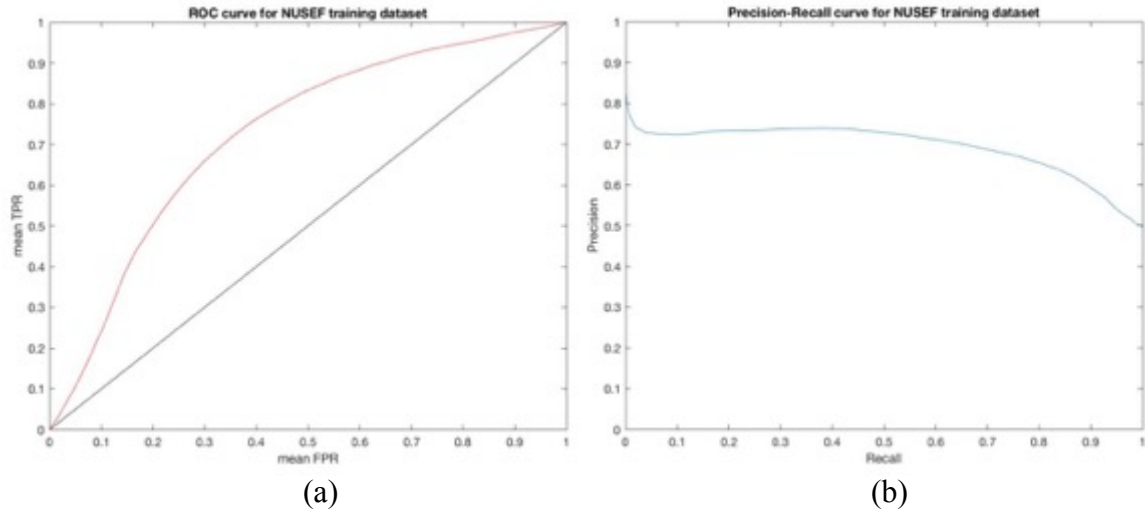 ROC curve for NUSEF training dataset
1
0.9
0.8
0.7
0.6
0.5
0.4
0.3
0.2
0.1
0
mean TPR
0 0.1 0.2 0.3 0.4 0.5 0.6 0.7 0.8 0.9 1
mean FPR
(a)
Precision-Recall curve for NUSEF training dataset
1
0.9
0.8
0.7
0.6
0.5
0.4
0.3
0.2
0.1
0
Precision
0 0.1 0.2 0.3 0.4 0.5 0.6 0.7 0.8 0.9 1
Recall
(b)